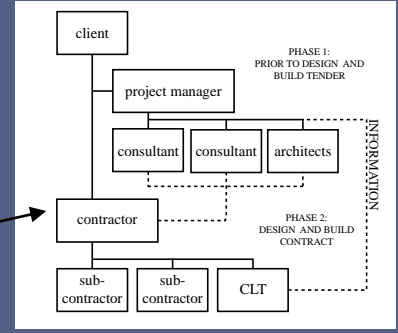 client
PHASE 1:
PRIOR TO DESIGN AND
BUILD TENDER
project manager
consultant
consultant
architects
INFORMATION
contractor
PHASE 2:
DESIGN AND BUILD
CONTRACT
sub-
contractor
sub-
contractor
CLT